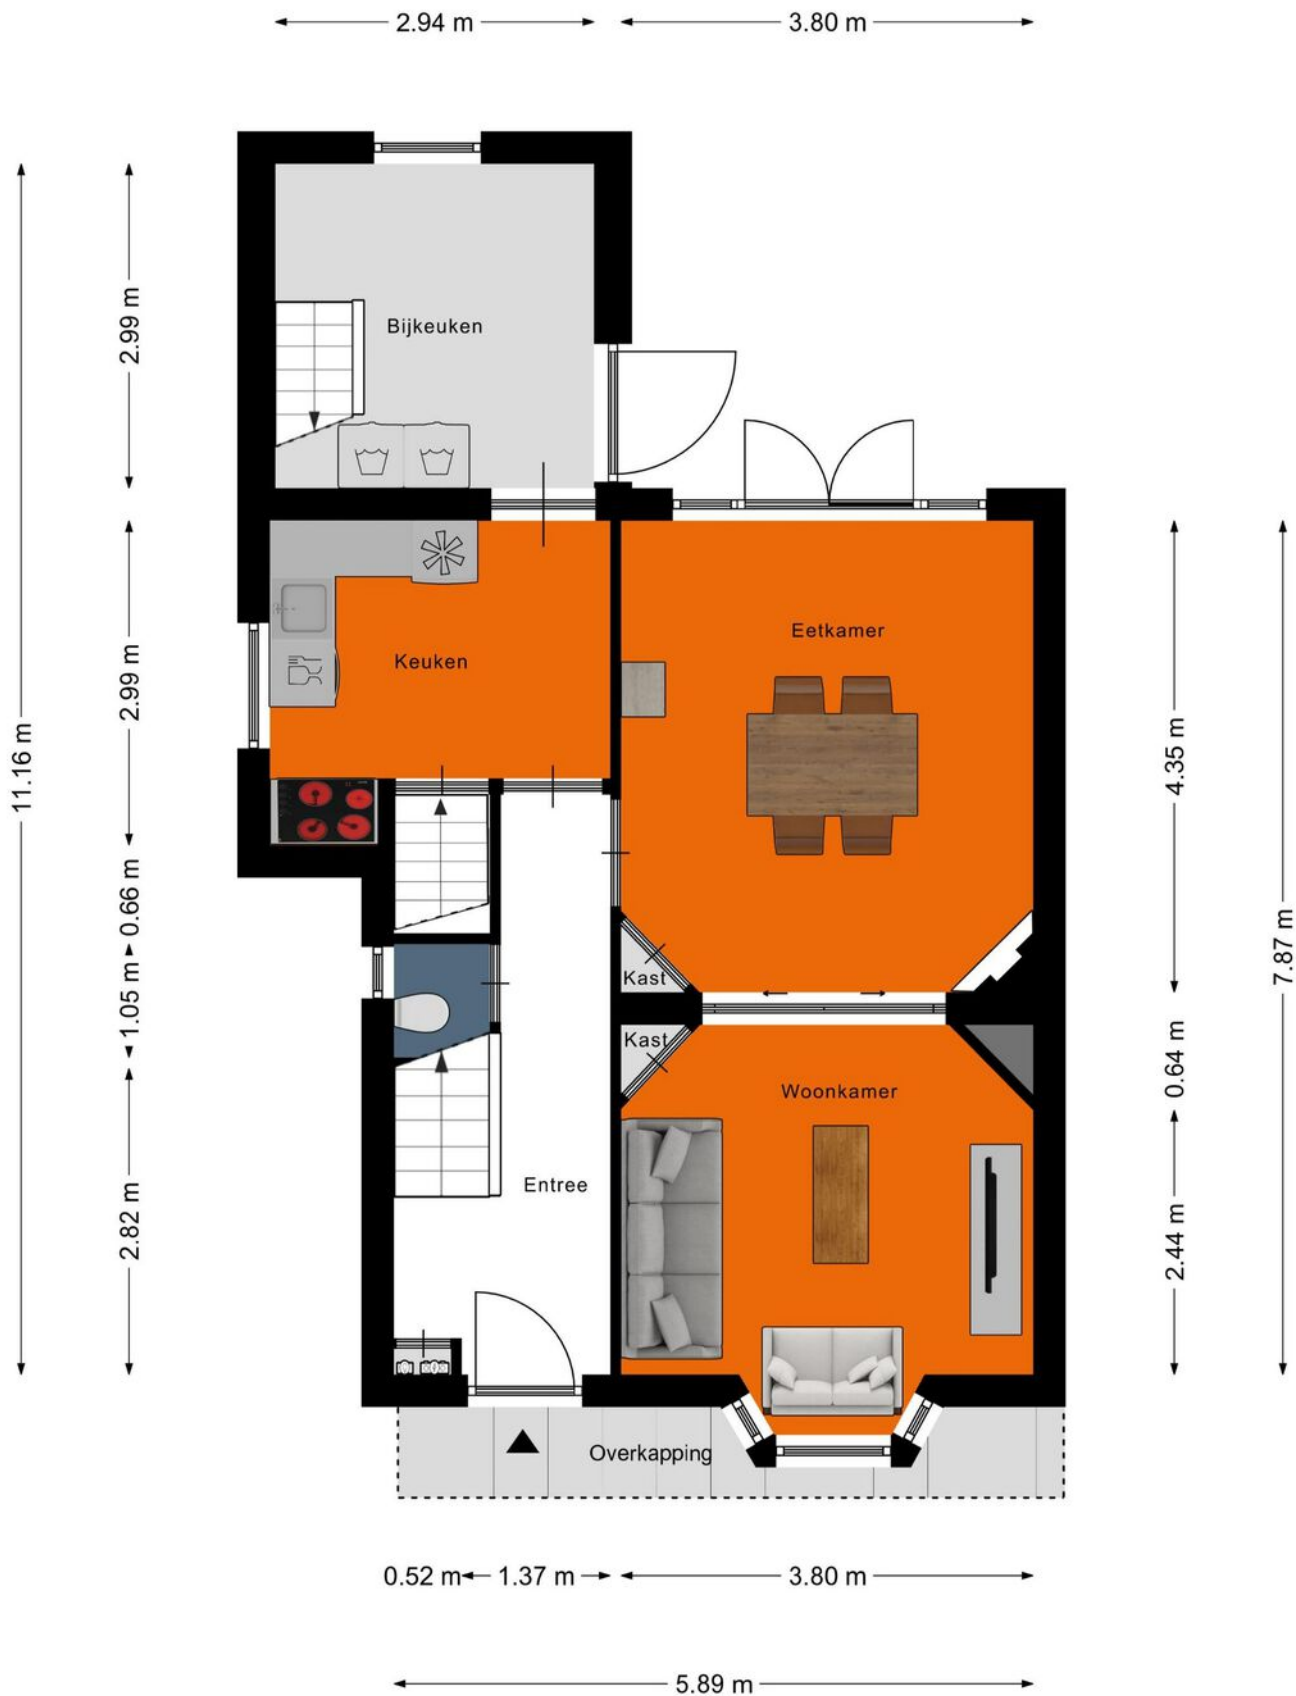 2.94 m
3.80 m
Bijkeuken
2.99 m
Eetkamer
Keuken
2.99 m
4.35 m
11.16 m
0.66 m
7.87 m
Kast
1.05 m
Kast
0.64 m
Woonkamer
Entree
2.82 m
2.44 m
Overkapping
0.52 m
1.37 m
3.80 m
5.89 m